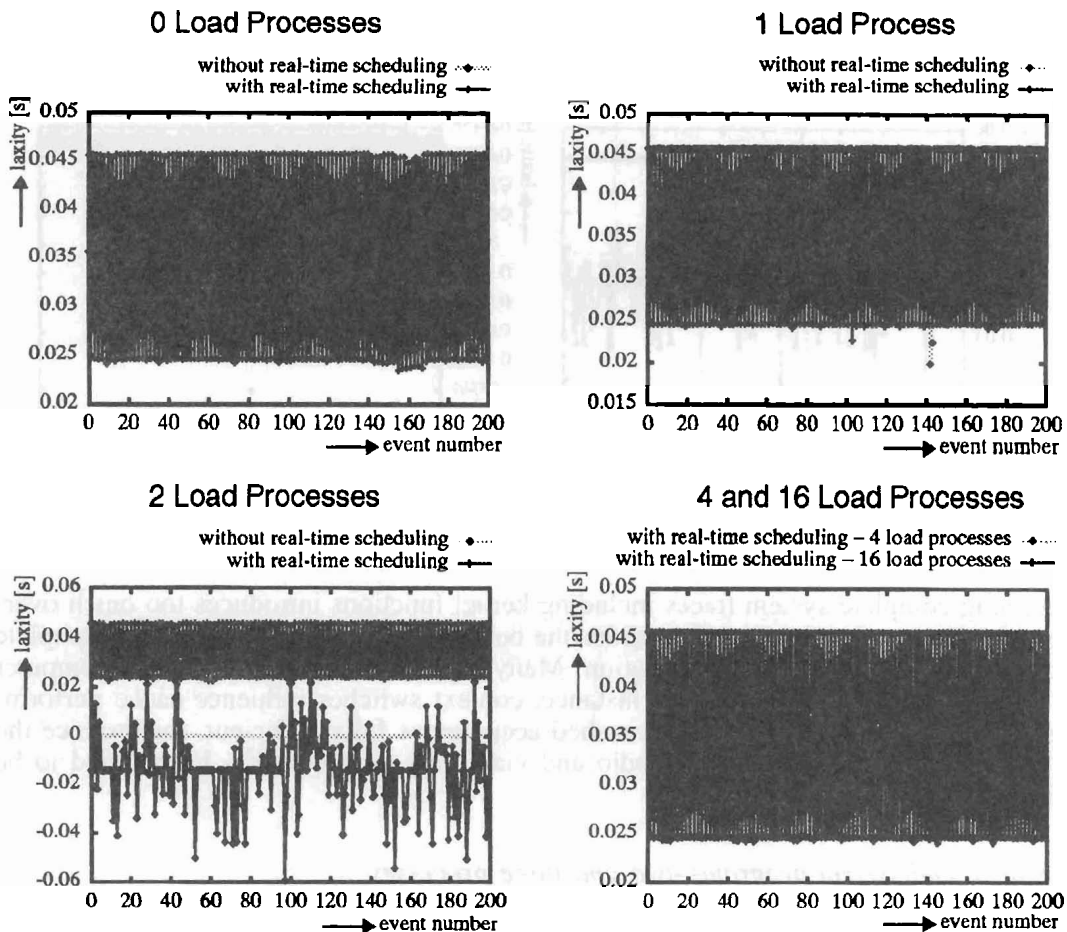 0 Load Processes
without real-time scheduling
with real-time scheduling
laxity [s]
0.05
0.045
0.04
0.035
0.03
0.025
0.02
0 20 40 60 80 100 120 140 160 180 200
event number
1 Load Process
without real-time scheduling
with real-time scheduling
laxity [s]
0.05
0.045
0.04
0.035
0.03
0.025
0.02
0.015
0 20 40 60 80 100 120 140 160 180 200
event number
2 Load Processes
without real-time scheduling
with real-time scheduling
laxity [s]
0.06
0.04
0.02
0
-0.02
-0.04
-0.06
0 20 40 60 80 100 120 140 160 180 200
event number
4 and 16 Load Processes
with real-time scheduling – 4 load processes
with real-time scheduling – 16 load processes
laxity [s]
0.05
0.045
0.04
0.035
0.03
0.025
0.02
0 20 40 60 80 100 120 140 160 180 200
event number